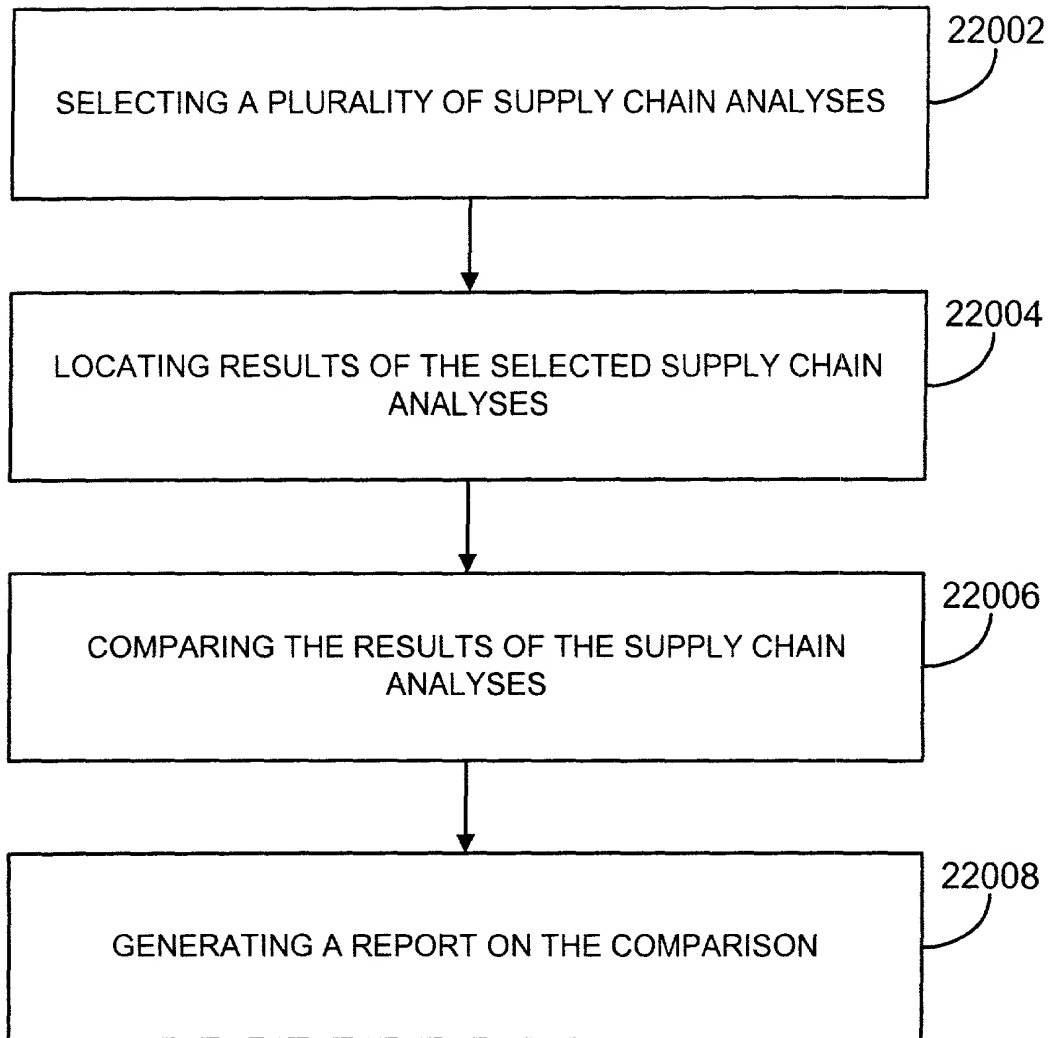 22002
SELECTING A PLURALITY OF SUPPLY CHAIN ANALYSES
22004
LOCATING RESULTS OF THE SELECTED SUPPLY CHAIN
ANALYSES
22006
COMPARING THE RESULTS OF THE SUPPLY CHAIN
ANALYSES
22008
GENERATING A REPORT ON THE COMPARISON